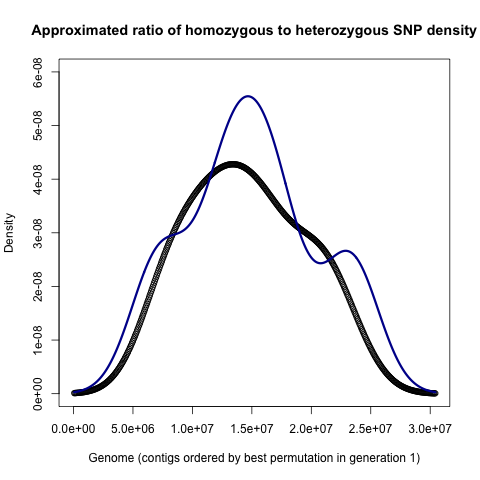 Approximated ratio of homozygous to heterozygous SNP density
Density
6e-08
5e-08
4e-08
3e-08
2e-08
1e-08
0e+00
0.0e+00 5.0e+06 1.0e+07 1.5e+07 2.0e+07 2.5e+07 3.0e+07
Genome (contigs ordered by best permutation in generation 1)